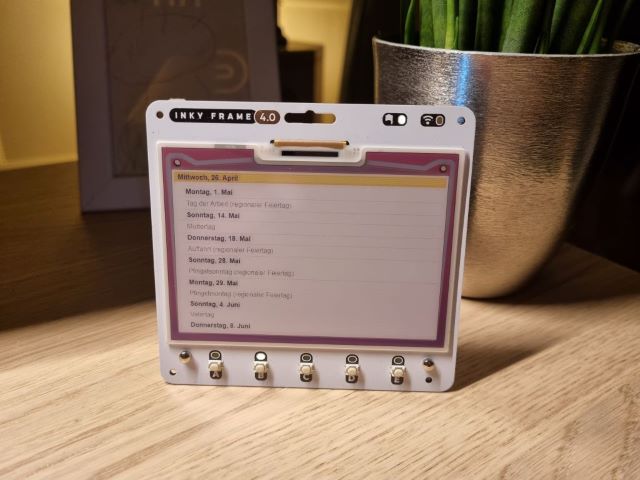 INKY FRAME 4.0
Mittwoch, 26. April
Montag, 1. Mai
Tag der Arbeit (regionaler Feiertag)
Sonntag, 14. Mai
Muttertag
Donnerstag, 18. Mai
Auffahrt (regionaler Feiertag)
Sonntag, 28. Mai
Pfingstsonntag (regionaler Feiertag)
Montag, 29. Mai
Pfingstmontag (regionaler Feiertag)
Sonntag, 4. Juni
Vatertag
Donnerstag, 8. Juni
A B C D E